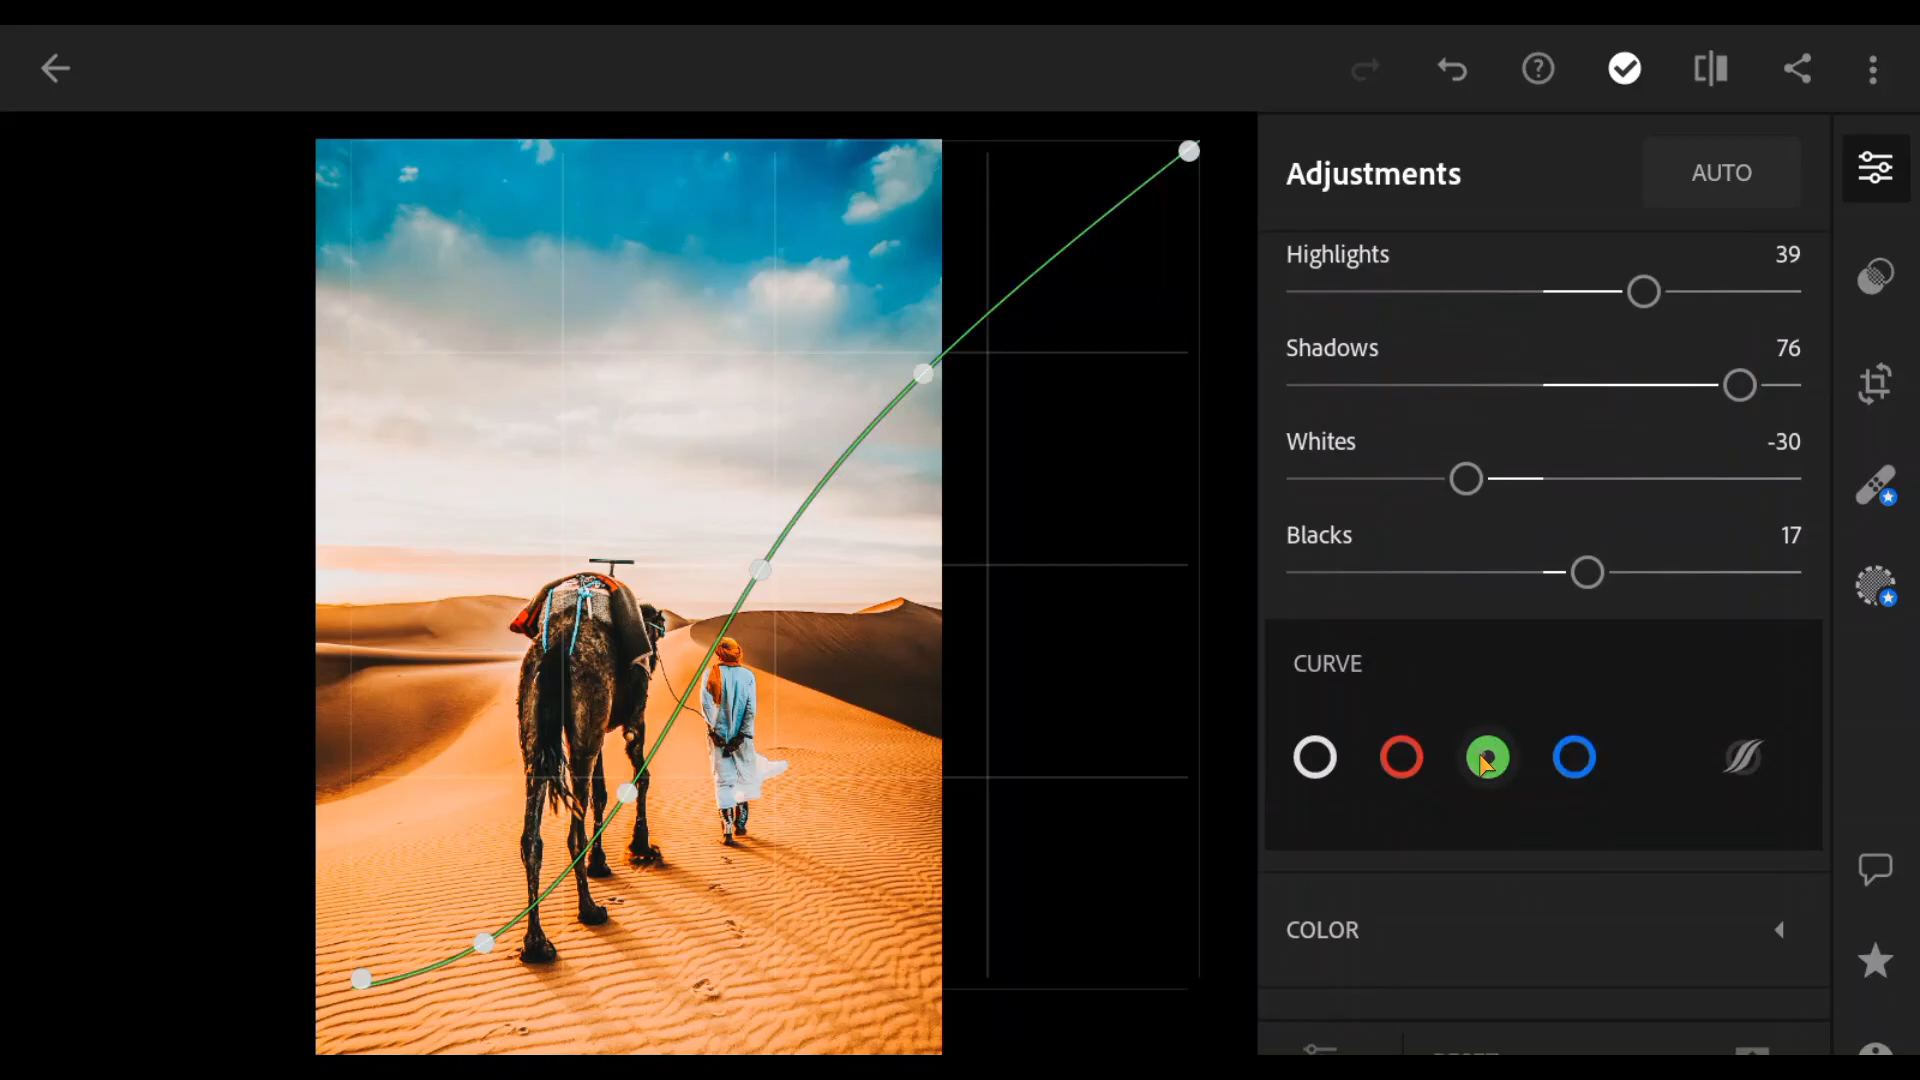 Adjustments
AUTO
Highlights 39
Shadows 76
Whites -30
Blacks 17
CURVE
COLOR